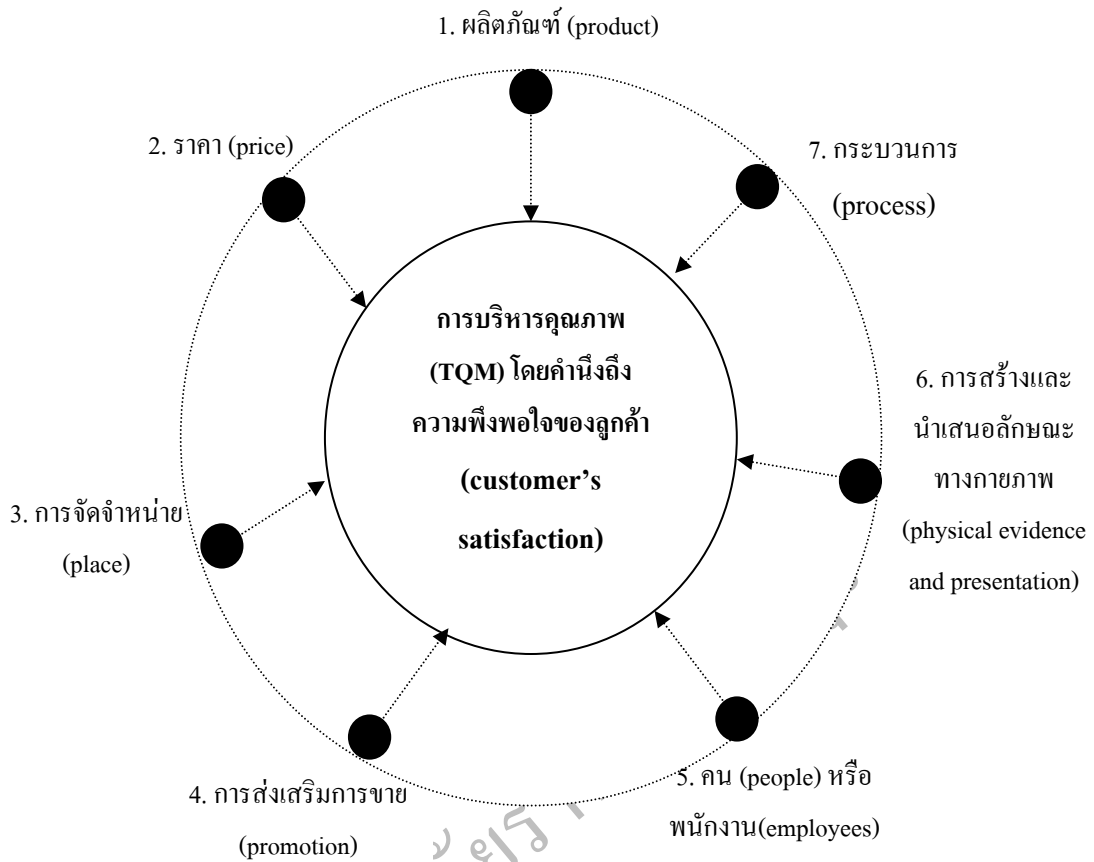 1. ผลิตภัณฑ์ (product)
2. ราคา (price)
7. กระบวนการ
(process)
การบริหารคุณภาพ
(TQM) โดยคำนึงถึง
ความพึงพอใจของลูกค้า
(customer’s
satisfaction)
6. การสร้างและ
นำเสนอลักษณะ
ทางกายภาพ
(physical evidence
and presentation)
3. การจัดจำหน่าย
(place)
4. การส่งเสริมการขาย
(promotion)
5. คน (people) หรือ
พนักงาน(employees)